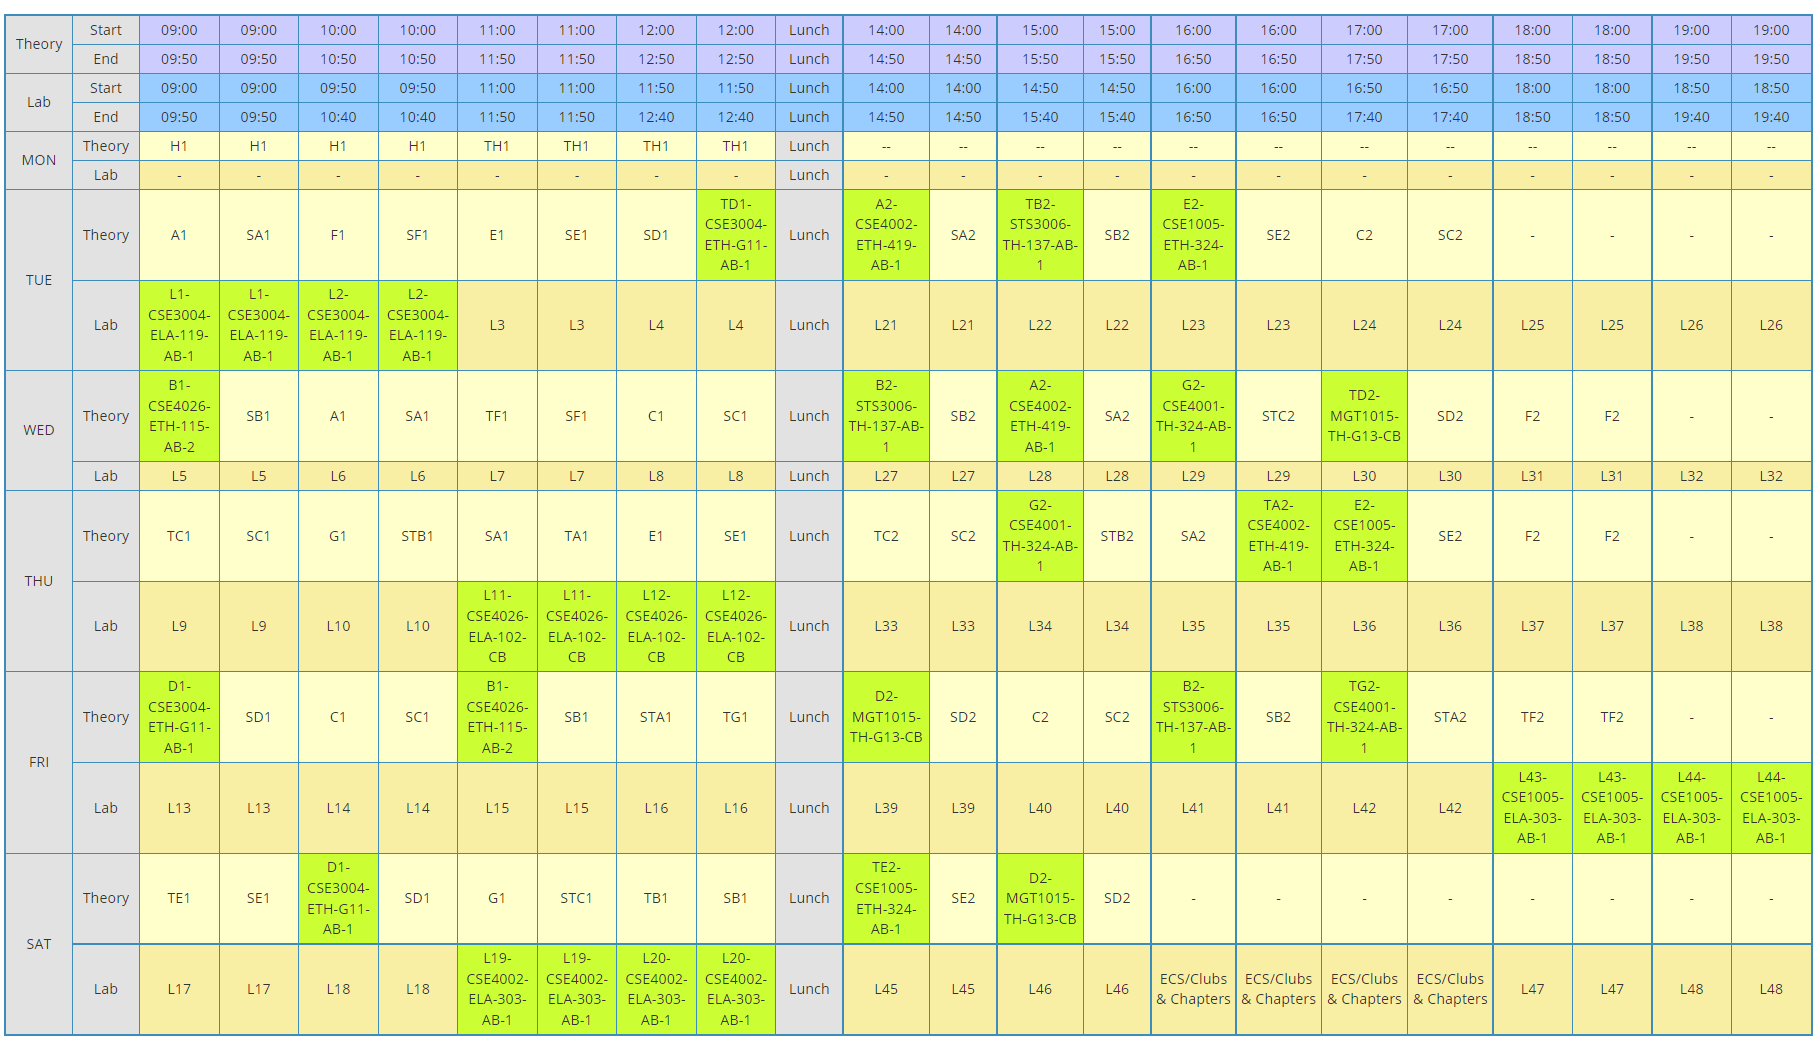 Theory Start 09:00 09:00 10:00 10:00 11:00 11:00 12:00 12:00 Lunch 14:00 14:00 15:00 15:00 16:00 16:00 17:00 17:00 18:00 18:00 19:00 19:00
End 09:50 09:50 10:50 10:50 11:50 11:50 12:50 12:50 Lunch 14:50 14:50 15:50 15:50 16:50 16:50 17:50 17:50 18:50 18:50 19:50 19:50
Lab Start 09:00 09:00 09:50 09:50 11:00 11:00 11:50 11:50 Lunch 14:00 14:00 14:50 14:50 16:00 16:00 16:50 16:50 18:00 18:00 18:50 18:50
End 09:50 09:50 10:40 10:40 11:50 11:50 12:40 12:40 Lunch 14:50 14:50 15:40 15:40 16:50 16:50 17:40 17:40 18:50 18:50 19:40 19:40
MON Theory H1 H1 H1 H1 TH1 TH1 TH1 TH1 Lunch -- -- -- -- -- -- -- -- -- -- -- --
Lab - - - - - - - - Lunch - - - - - - - - - - - -
TUE Theory A1 SA1 F1 SF1 E1 SE1 SD1 TD1-CSE3004-ETH-G11-AB-1 Lunch A2-CSE4002-ETH-419-AB-1 SA2 TB2-STS3006-TH-137-AB-1 SB2 E2-CSE1005-ETH-324-AB-1 SE2 C2 SC2 - - - -
Lab L1-CSE3004-ELA-119-AB-1 L1-CSE3004-ELA-119-AB-1 L2-CSE3004-ELA-119-AB-1 L2-CSE3004-ELA-119-AB-1 L3 L3 L4 L4 Lunch L21 L21 L22 L22 L23 L23 L24 L24 L25 L25 L26 L26
WED Theory B1-CSE4026-ETH-115-AB-2 SB1 A1 SA1 TF1 SF1 C1 SC1 Lunch B2-STS3006-TH-137-AB-1 SB2 A2-CSE4002-ETH-419-AB-1 SA2 G2-CSE4001-TH-324-AB-1 STC2 TD2-MGT1015-TH-G13-CB SD2 F2 F2 - -
Lab L5 L5 L6 L6 L7 L7 L8 L8 Lunch L27 L27 L28 L28 L29 L29 L30 L30 L31 L31 L32 L32
THU Theory TC1 SC1 G1 STB1 SA1 TA1 E1 SE1 Lunch TC2 SC2 G2-CSE4001-TH-324-AB-1 STB2 SA2 TA2-CSE4002-ETH-419-AB-1 E2-CSE1005-ETH-324-AB-1 SE2 F2 F2 - -
Lab L9 L9 L10 L10 L11-CSE4026-ELA-102-CB L11-CSE4026-ELA-102-CB L12-CSE4026-ELA-102-CB L12-CSE4026-ELA-102-CB Lunch L33 L33 L34 L34 L35 L35 L36 L36 L37 L37 L38 L38
FRI Theory D1-CSE3004-ETH-G11-AB-1 SD1 C1 SC1 B1-CSE4026-ETH-115-AB-2 SB1 STA1 TG1 Lunch D2-MGT1015-TH-G13-CB SD2 C2 SC2 B2-STS3006-TH-137-AB-1 SB2 TG2-CSE4001-TH-324-AB-1 STA2 TF2 TF2 - -
Lab L13 L13 L14 L14 L15 L15 L16 L16 Lunch L39 L39 L40 L40 L41 L41 L42 L42 L43-CSE1005-ELA-303-AB-1 L43-CSE1005-ELA-303-AB-1 L44-CSE1005-ELA-303-AB-1 L44-CSE1005-ELA-303-AB-1
SAT Theory TE1 SE1 D1-CSE3004-ETH-G11-AB-1 SD1 G1 STC1 TB1 SB1 Lunch TE2-CSE1005-ETH-324-AB-1 SE2 D2-MGT1015-TH-G13-CB SD2 - - - - - - - -
Lab L17 L17 L18 L18 L19-CSE4002-ELA-303-AB-1 L19-CSE4002-ELA-303-AB-1 L20-CSE4002-ELA-303-AB-1 L20-CSE4002-ELA-303-AB-1 Lunch L45 L45 L46 L46 ECS/Clubs & Chapters ECS/Clubs & Chapters ECS/Clubs & Chapters ECS/Clubs & Chapters L47 L47 L48 L48